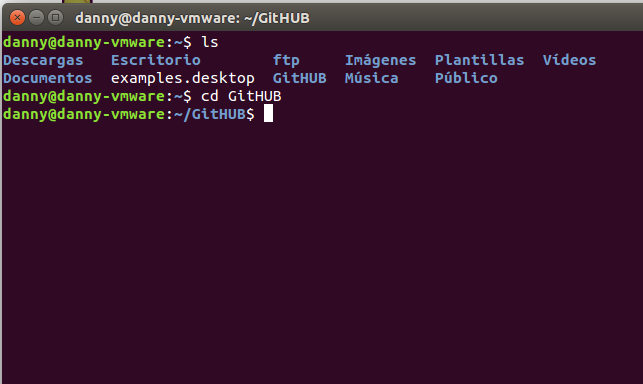 danny@danny-vmware: ~/GitHUB
danny@danny-vmware:~$ ls
Descargas Escritorio ftp Imágenes Plantillas Vídeos
Documentos examples.desktop GitHUB Música Público
danny@danny-vmware:~$ cd GitHUB
danny@danny-vmware:~/GitHUB$